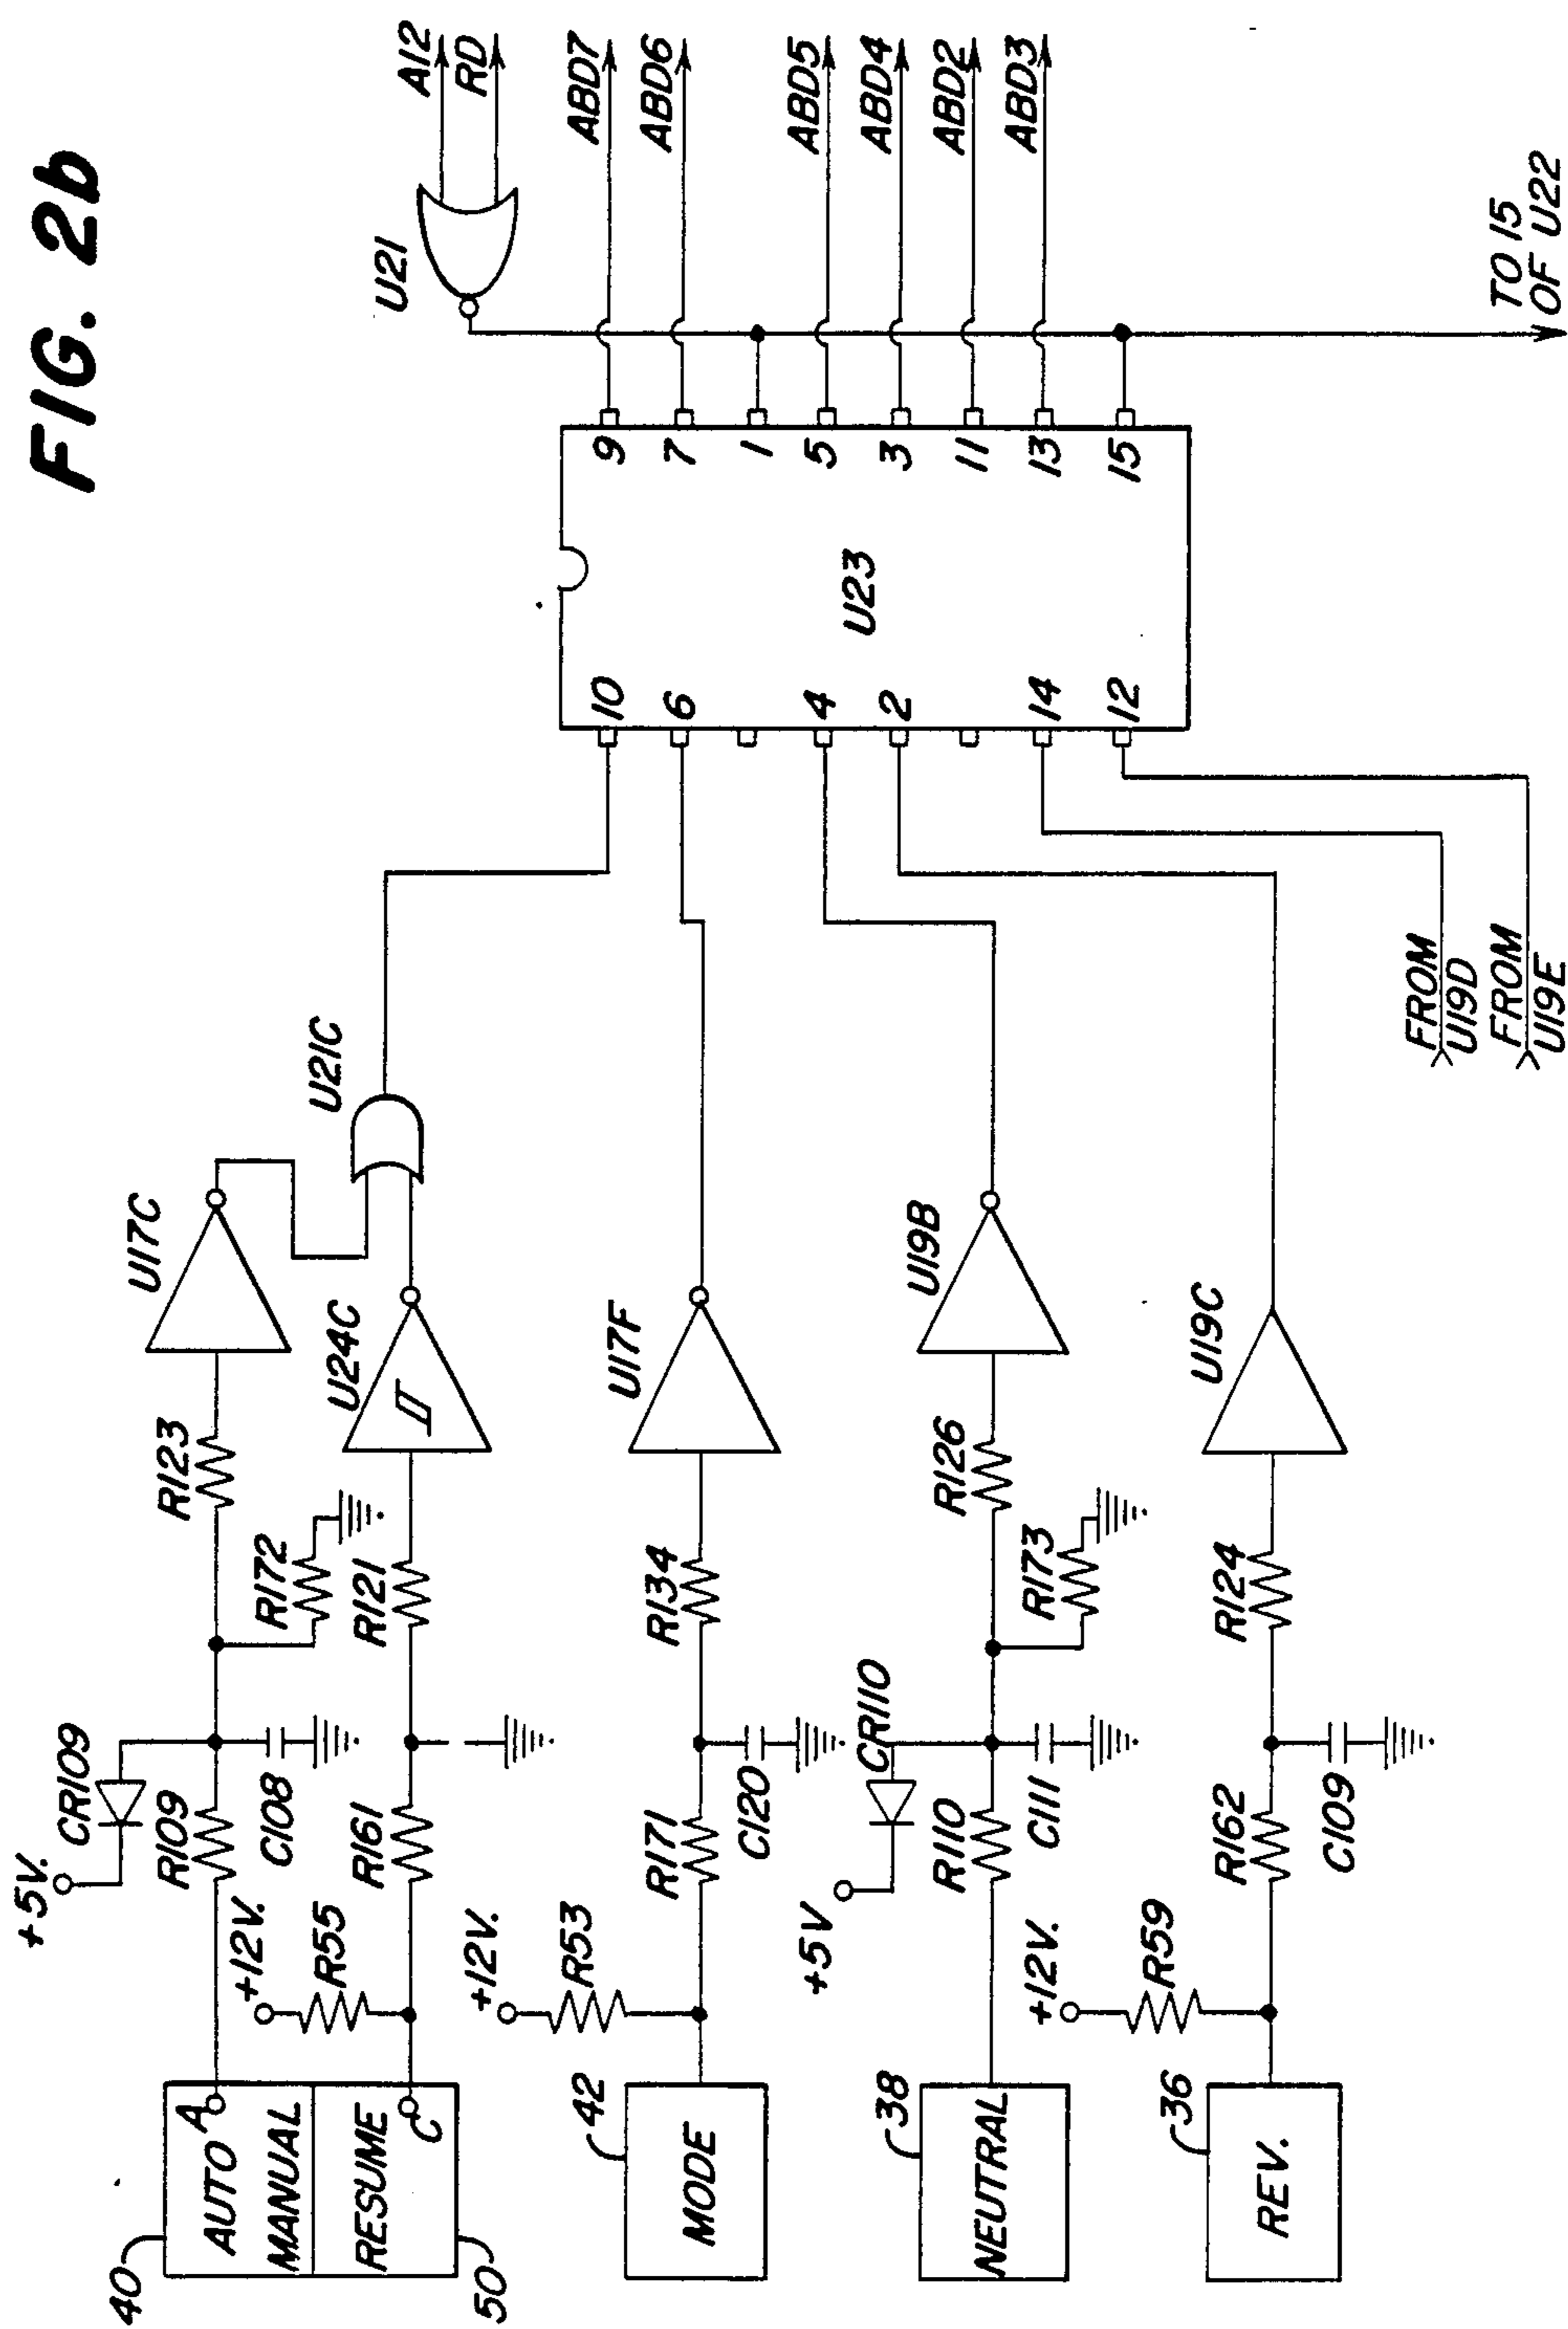 FIG. 2b
40
AUTO A
MANUAL
RESUME
C
50
+5V.
CR109
R109
C108
R172
R123
U17C
+12V.
R55
R161
R121
U24C
U21C
42
MODE
+12V.
R53
R171
C120
R134
U17F
38
NEUTRAL
+5V
CR110
R110
C111
R173
R126
U19B
36
REV.
+12V.
R59
R162
C109
R124
U19C
FROM
U19D
FROM
U19E
10
6
4
2
14
12
U23
9
7
1
5
3
11
13
15
U21
A12
RD
ABD7
ABD6
ABD5
ABD4
ABD2
ABD3
TO 15
OF U22